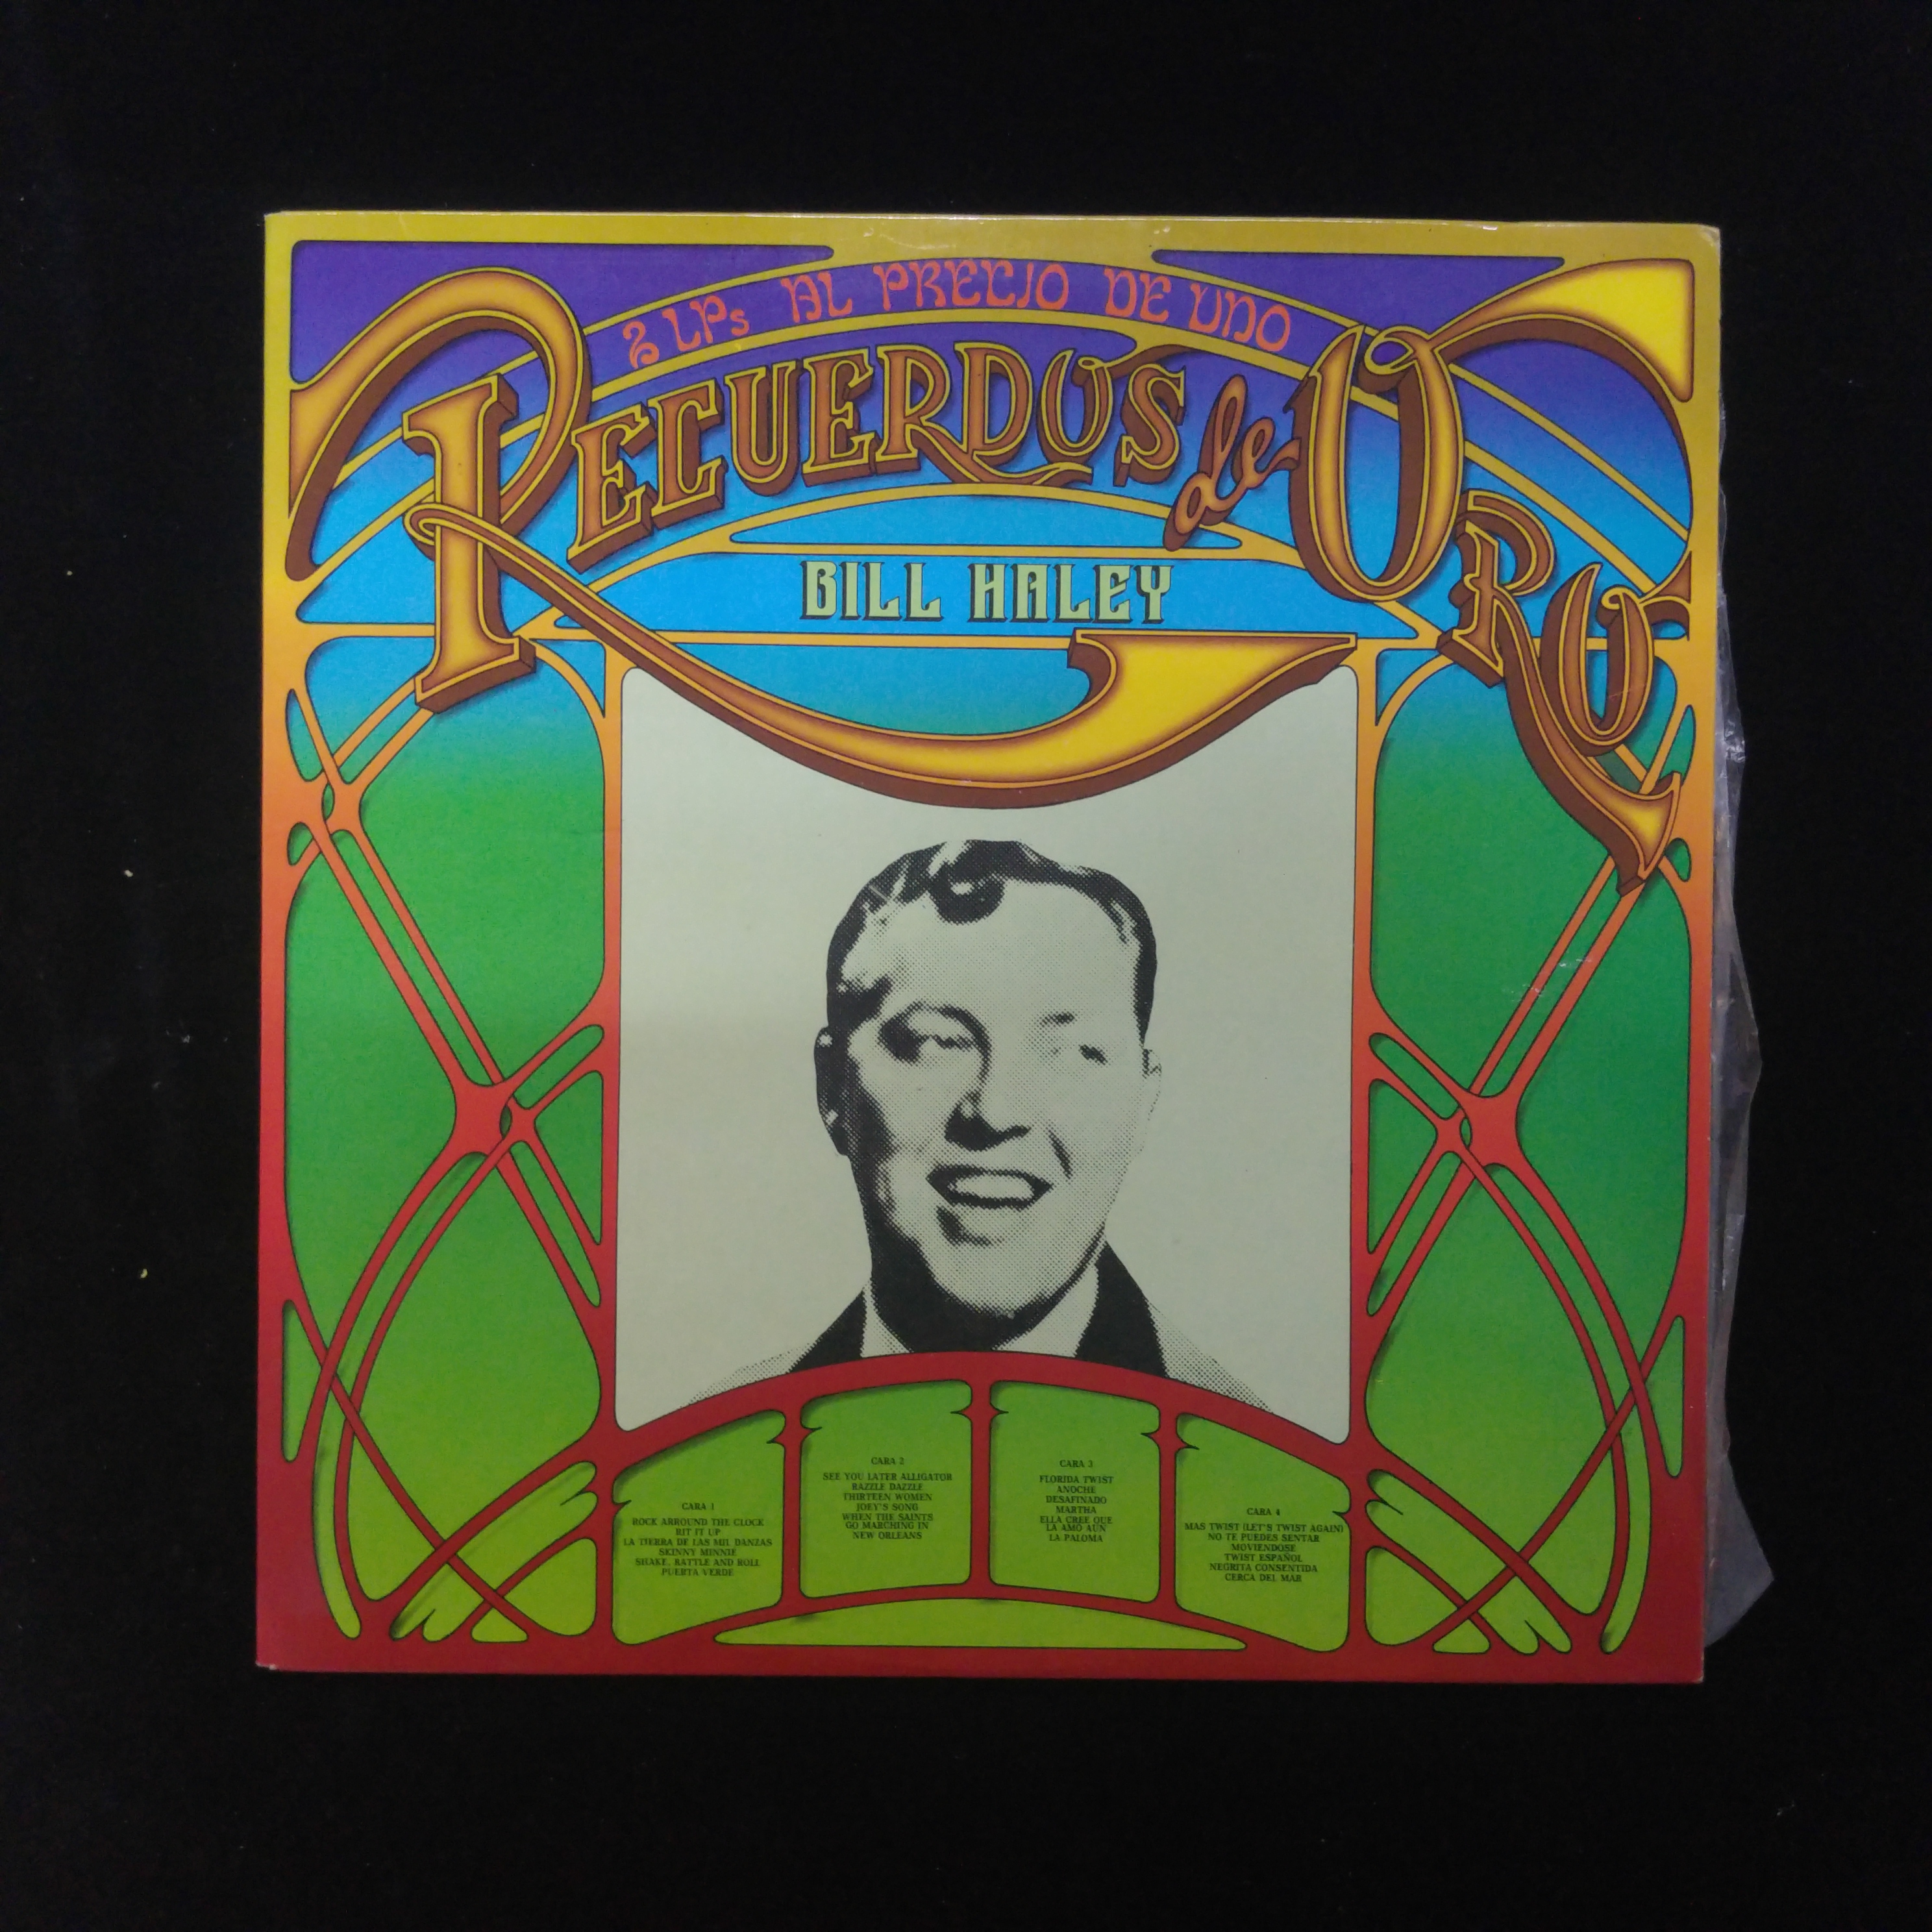 2 LPs AL PRECIO DE UNO
RECUERDOS de ORO
BILL HALEY
CARA 1
ROCK ARROUND THE CLOCK
RIT IT UP
LA TIERRA DE LAS MIL DANZAS
SKINNY MINNIE
SHAKE, RATTLE AND ROLL
PUERTA VERDE
CARA 2
SEE YOU LATER ALLIGATOR
RAZZLE DAZZLE
THIRTEEN WOMEN
JOEY'S SONG
WHEN THE SAINTS
GO MARCHING IN
NEW ORLEANS
CARA 3
FLORIDA TWIST
ANOCHE
DESAFINADO
MARTHA
ELLA CREE QUE
LA AMO AUN
LA PALOMA
CARA 4
MAS TWIST (LET'S TWIST AGAIN)
NO TE PUEDES SENTAR
MOVIENDOSE
TWIST ESPAÑOL
NEGRITA CONSENTIDA
CERCA DEL MAR